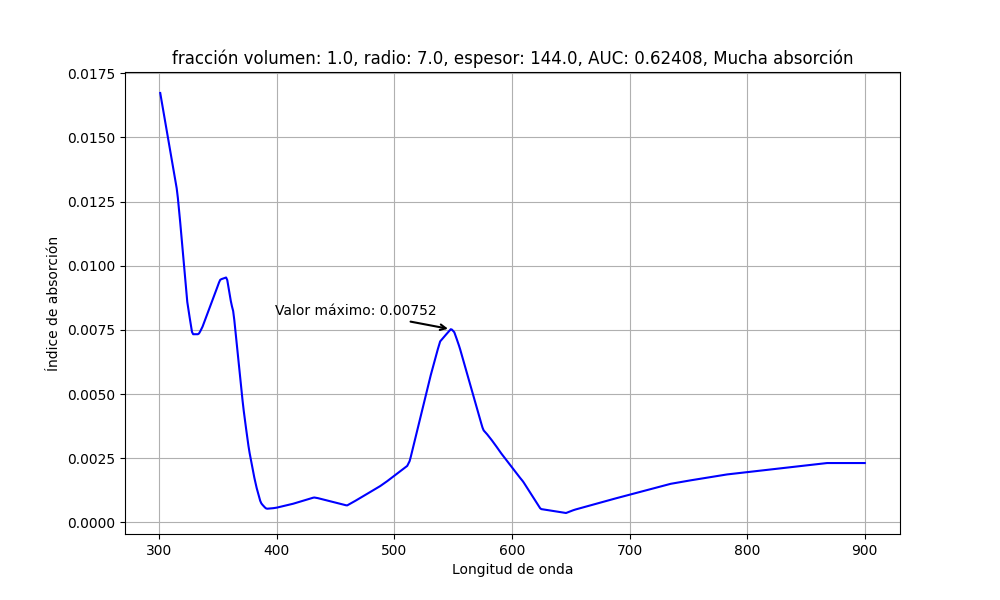 fracción volumen: 1.0, radio: 7.0, espesor: 144.0, AUC: 0.62408, Mucha absorción
0.0175
0.0150
0.0125
0.0100
0.0075
0.0050
0.0025
0.0000
Índice de absorción
Valor máximo: 0.00752
300 400 500 600 700 800 900
Longitud de onda